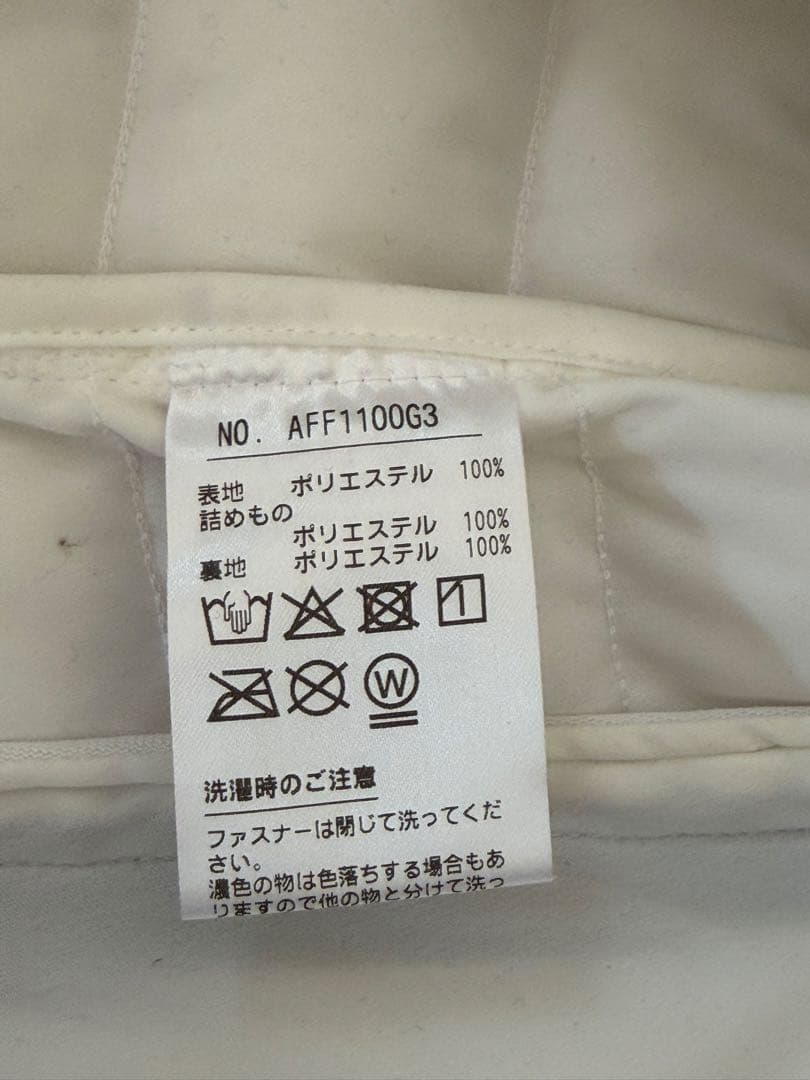 NO. AFF1100G3
表地 ポリエステル 100%
詰めもの
ポリエステル 100%
裏地 ポリエステル 100%
W
洗濯時のご注意
ファスナーは閉じて洗ってくだ
さい。
濃色の物は色落ちする場合もあ
りますので他の物と分けて洗っ